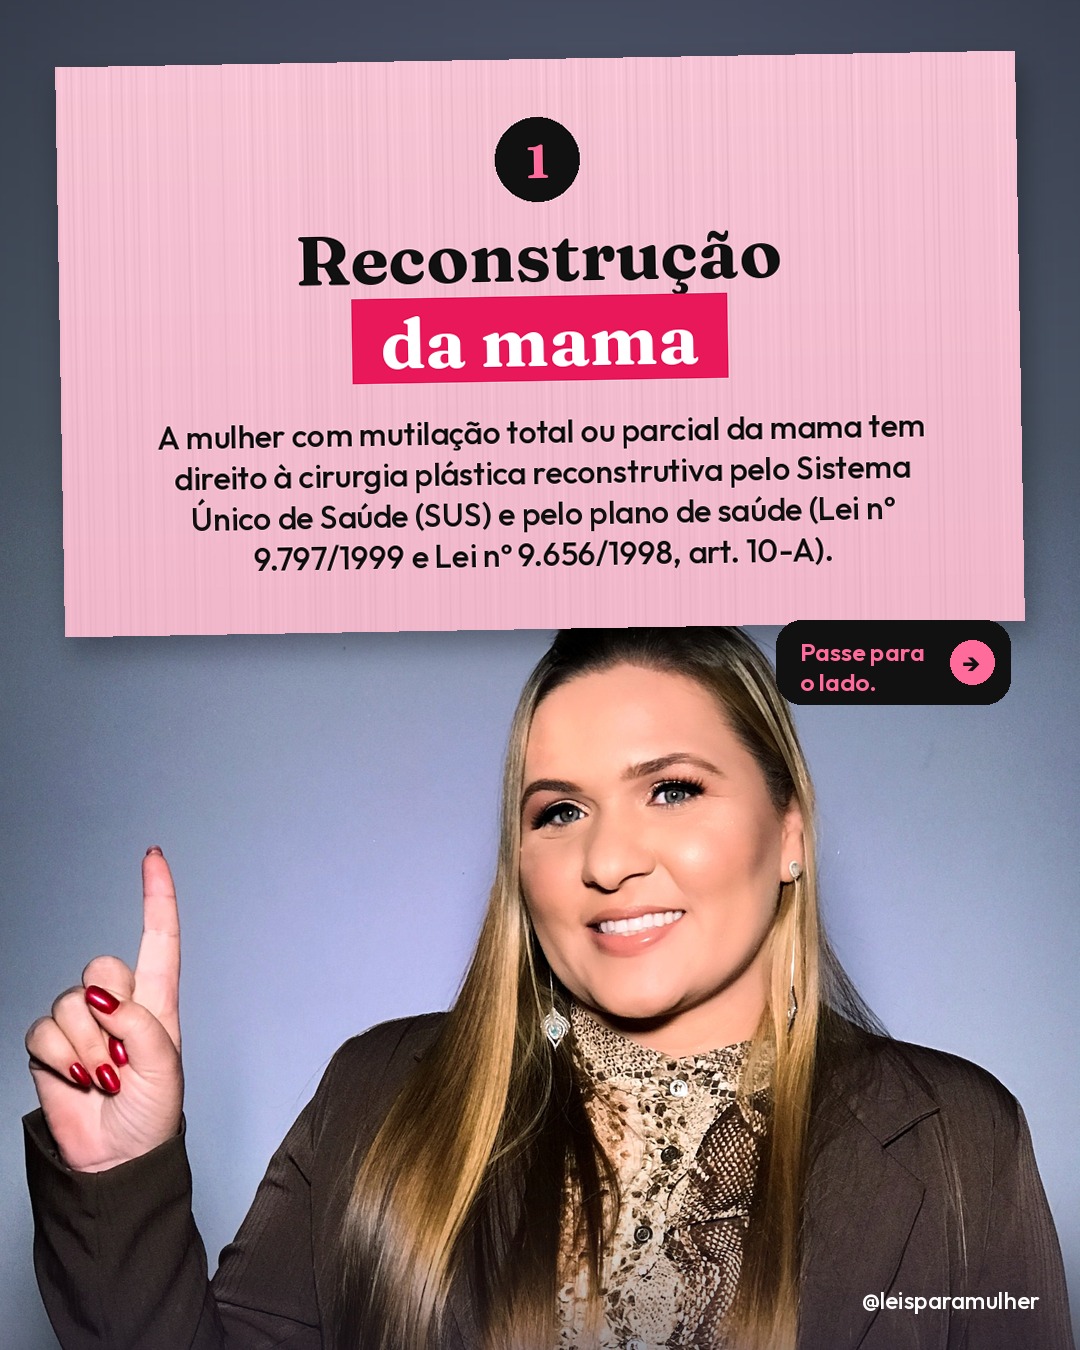 1
Reconstrução
da mama
A mulher com mutilação total ou parcial da mama tem
direito à cirurgia plástica reconstrutiva pelo Sistema
Único de Saúde (SUS) e pelo plano de saúde (Lei nº
9.797/1999 e Lei nº 9.656/1998, art. 10-A).
Passe para
o lado.
@leisparamulher